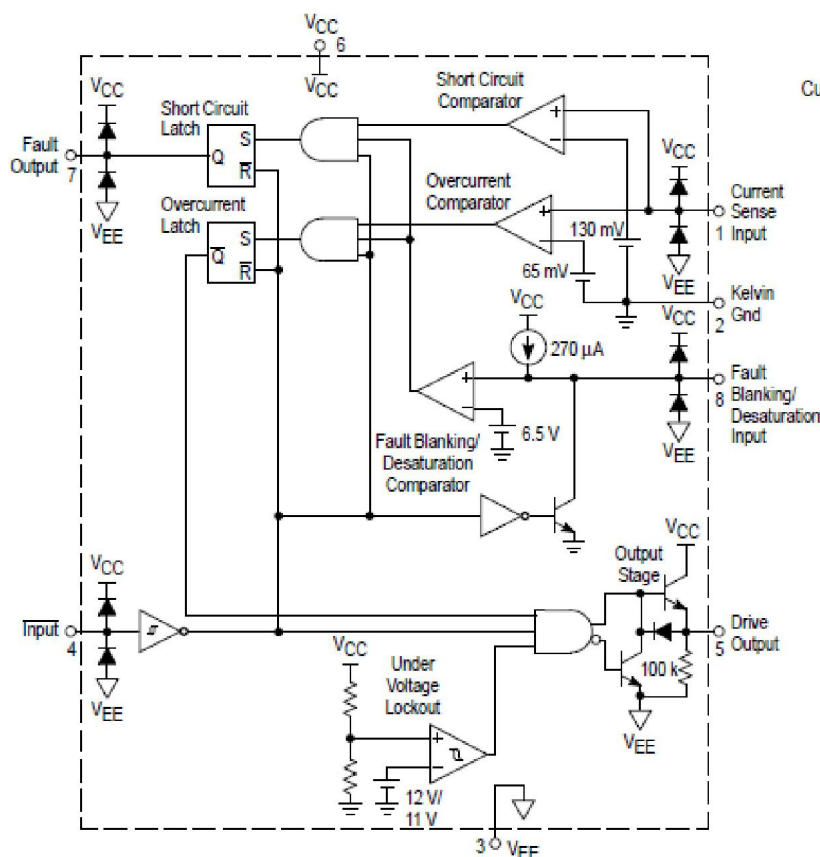 VCC
6
VCC
Short Circuit
Comparator
Cu
VCC
Short Circuit
Latch
S
Q
R̅
Fault
Output
7
VEE
VCC
Current
Sense
Input
1
Overcurrent
Comparator
Overcurrent
Latch
Q̅
S
R̅
130 mV
65 mV
VEE
Kelvin
Gnd
2
VCC
270 µA
VCC
Fault
Blanking/
Desaturation
Input
8
6.5 V
VEE
Fault Blanking/
Desaturation
Comparator
VCC
Output
Stage
VCC
Input
4
VEE
Drive
Output
5
100 k
VEE
VCC
Under
Voltage
Lockout
12 V/
11 V
3
VEE